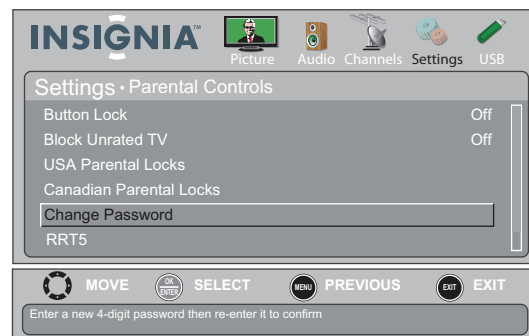 INSIGNIA™
Picture Audio Channels Settings USB
Settings • Parental Controls
Button Lock Off
Block Unrated TV Off
USA Parental Locks
Canadian Parental Locks
Change Password
RRT5
MOVE OK ENTER SELECT MENU PREVIOUS EXIT EXIT
Enter a new 4-digit password then re-enter it to confirm